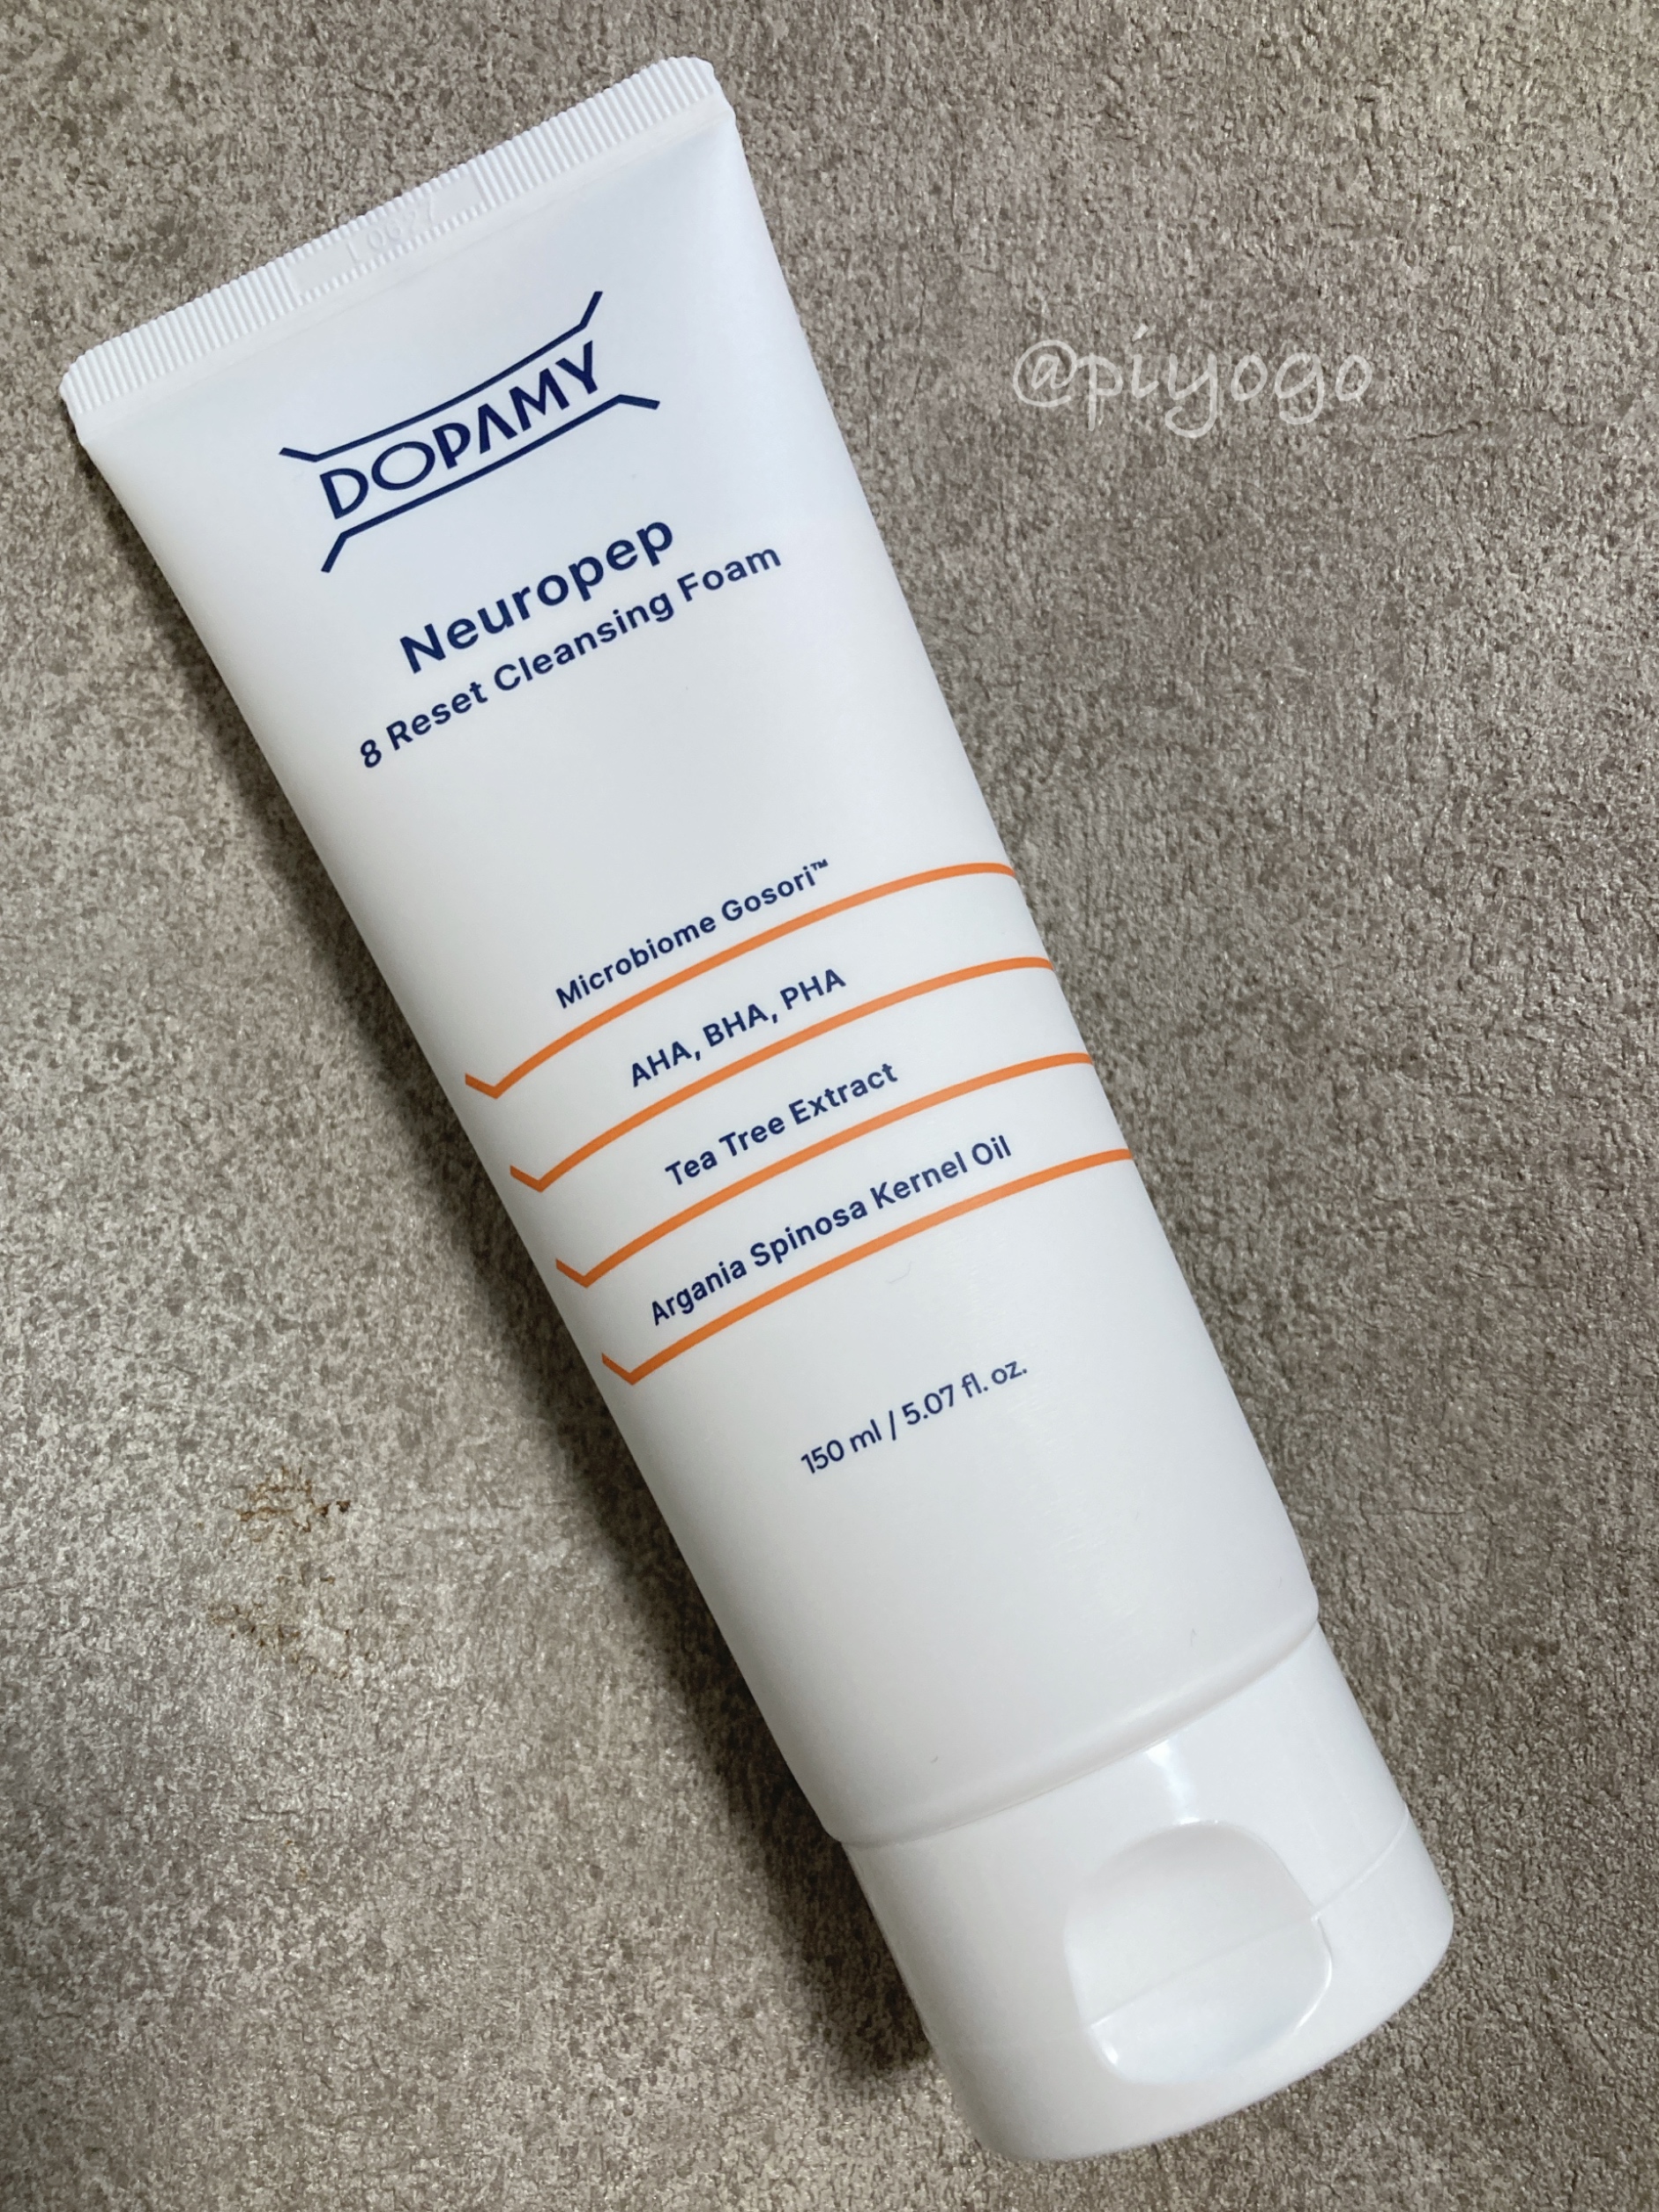 DOPAMY
Neuropep
8 Reset Cleansing Foam
Microbiome Gosori™
AHA, BHA, PHA
Tea Tree Extract
Argania Spinosa Kernel Oil
150 ml / 5.07 fl. oz.
@piyogo